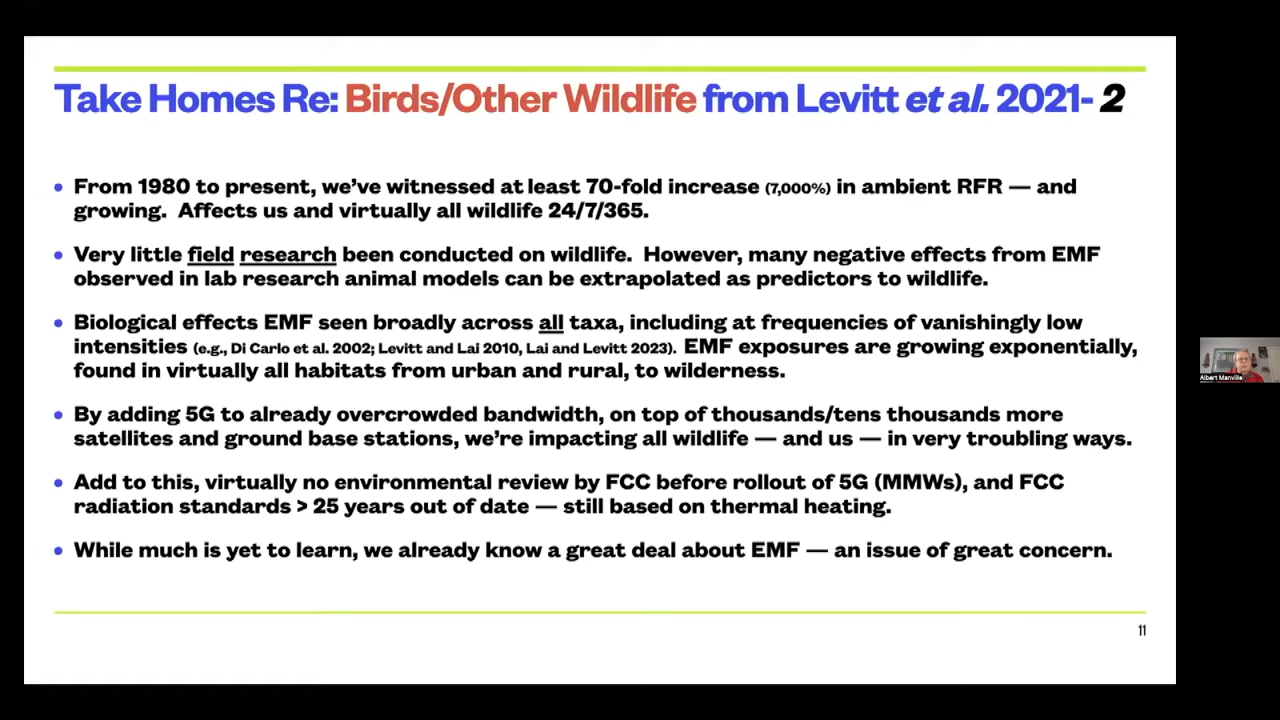 Take Homes Re: Birds/Other Wildlife from Levitt et al. 2021- 2
• From 1980 to present, we’ve witnessed at least 70-fold increase (7,000%) in ambient RFR — and
growing. Affects us and virtually all wildlife 24/7/365.
• Very little field research been conducted on wildlife. However, many negative effects from EMF
observed in lab research animal models can be extrapolated as predictors to wildlife.
• Biological effects EMF seen broadly across all taxa, including at frequencies of vanishingly low
intensities (e.g., Di Carlo et al. 2002; Levitt and Lai 2010, Lai and Levitt 2023). EMF exposures are growing exponentially,
found in virtually all habitats from urban and rural, to wilderness.
• By adding 5G to already overcrowded bandwidth, on top of thousands/tens thousands more
satellites and ground base stations, we’re impacting all wildlife — and us — in very troubling ways.
• Add to this, virtually no environmental review by FCC before rollout of 5G (MMWs), and FCC
radiation standards > 25 years out of date — still based on thermal heating.
• While much is yet to learn, we already know a great deal about EMF — an issue of great concern.
11
Albert Manville